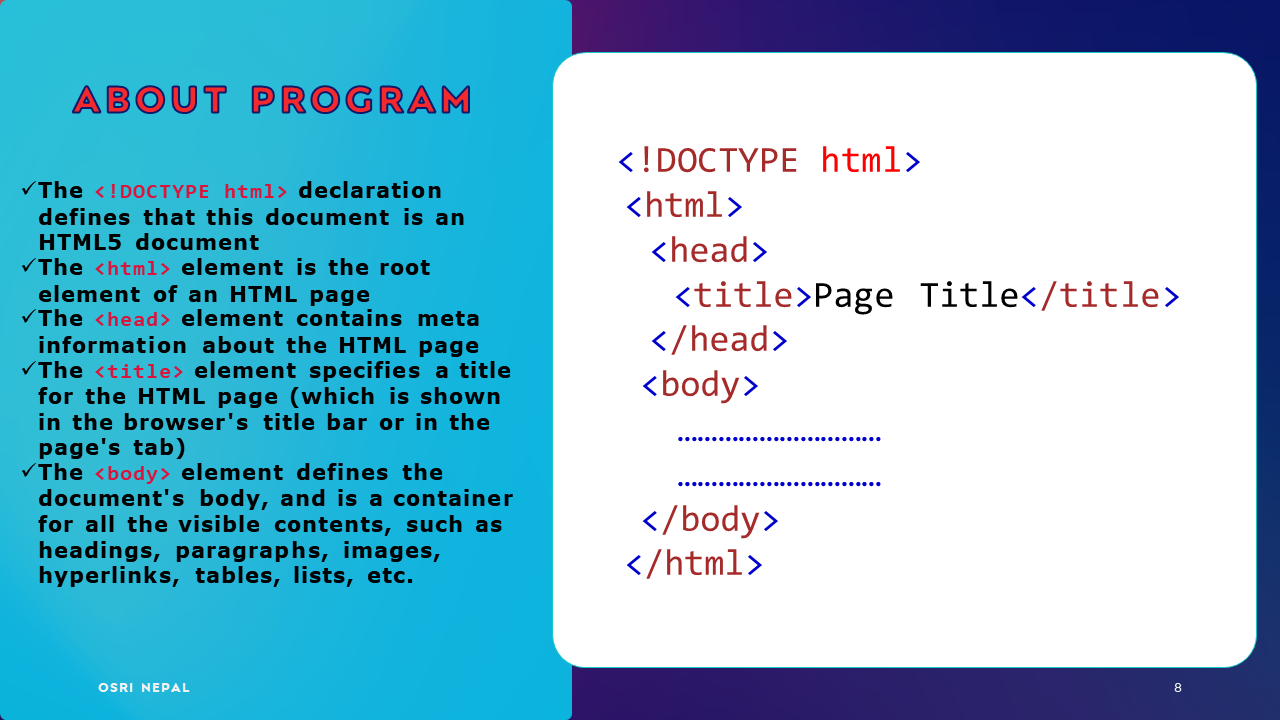 ABOUT PROGRAM
✓The <!DOCTYPE html> declaration
defines that this document is an
HTML5 document
✓The <html> element is the root
element of an HTML page
✓The <head> element contains meta
information about the HTML page
✓The <title> element specifies a title
for the HTML page (which is shown
in the browser's title bar or in the
page's tab)
✓The <body> element defines the
document's body, and is a container
for all the visible contents, such as
headings, paragraphs, images,
hyperlinks, tables, lists, etc.
<!DOCTYPE html>
<html>
<head>
<title>Page Title</title>
</head>
<body>
…………………………
…………………………
</body>
</html>
OSRI NEPAL
8